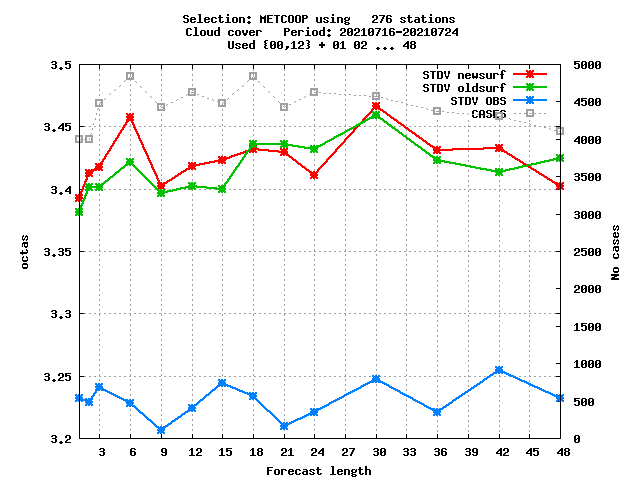 Selection: METCOOP using 276 stations
Cloud cover Period: 20210716-20210724
Used {00,12} + 01 02 ... 48
3.5
3.45
3.4
3.35
3.3
3.25
3.2
octas
5000
4500
4000
3500
3000
2500
2000
1500
1000
500
0
No cases
STDV newsurf
STDV oldsurf
STDV OBS
CASES
3 6 9 12 15 18 21 24 27 30 33 36 39 42 45 48
Forecast length